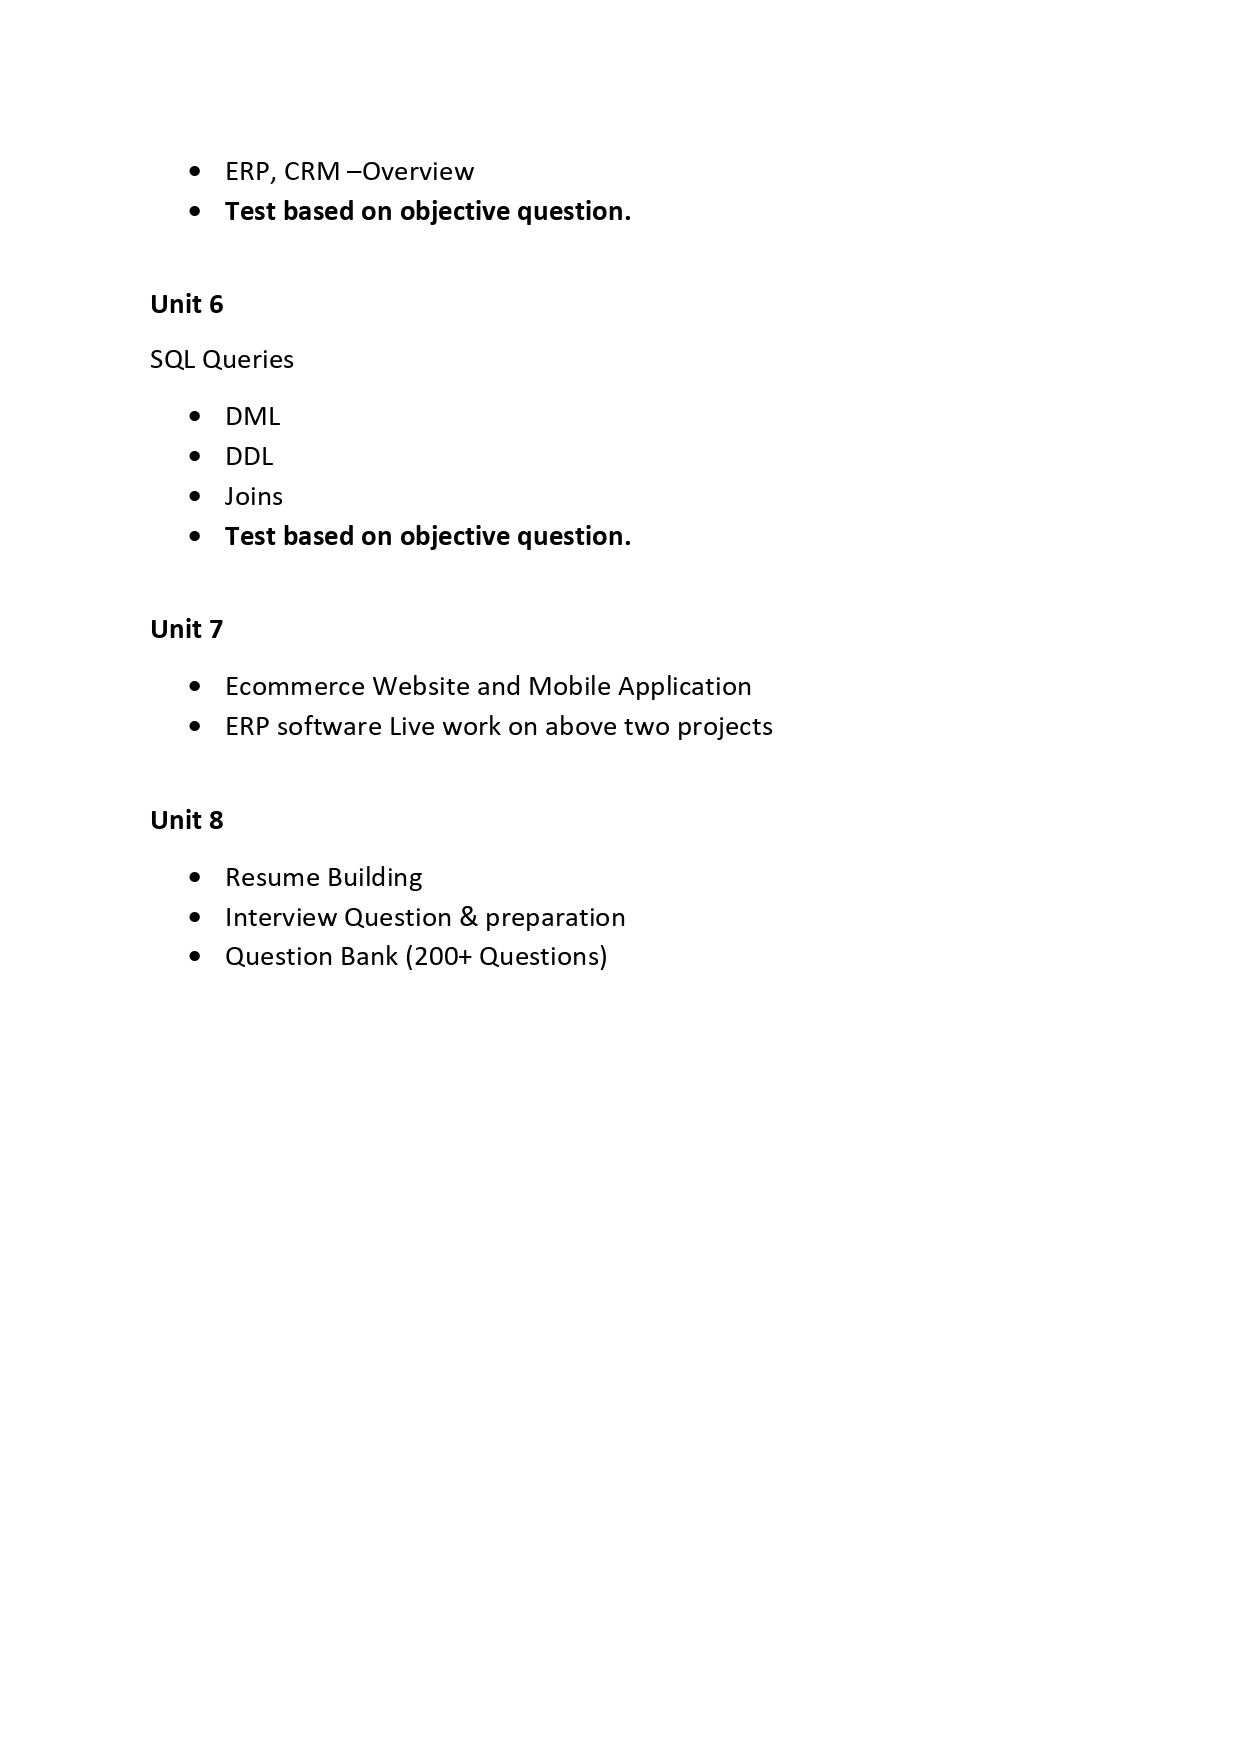 • ERP, CRM –Overview
• Test based on objective question.
Unit 6
SQL Queries
• DML
• DDL
• Joins
• Test based on objective question.
Unit 7
• Ecommerce Website and Mobile Application
• ERP software Live work on above two projects
Unit 8
• Resume Building
• Interview Question & preparation
• Question Bank (200+ Questions)